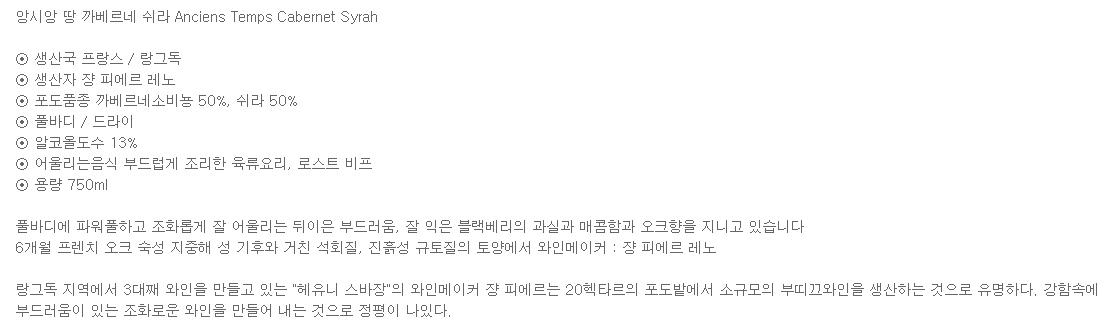 앙시앙 땅 까베르네 쉬라 Anciens Temps Cabernet Syrah
⊙ 생산국 프랑스 / 랑그독
⊙ 생산자 쟝 피에르 레노
⊙ 포도품종 까베르네소비뇽 50%, 쉬라 50%
⊙ 풀바디 / 드라이
⊙ 알코올도수 13%
⊙ 어울리는음식 부드럽게 조리한 육류요리, 로스트 비프
⊙ 용량 750ml
풀바디에 파워풀하고 조화롭게 잘 어울리는 뒤이은 부드러움, 잘 익은 블랙베리의 과실과 매콤함과 오크향을 지니고 있습니다
6개월 프렌치 오크 숙성 지중해 성 기후와 거친 석회질, 진흙성 규토질의 토양에서 와인메이커 : 쟝 피에르 레노
랑그독 지역에서 3대째 와인을 만들고 있는 "헤유니 스바장"의 와인메이커 쟝 피에르는 20헥타르의 포도밭에서 소규모의 부띠끄와인을 생산하는 것으로 유명하다. 강함속에
부드러움이 있는 조화로운 와인을 만들어 내는 것으로 정평이 나있다.